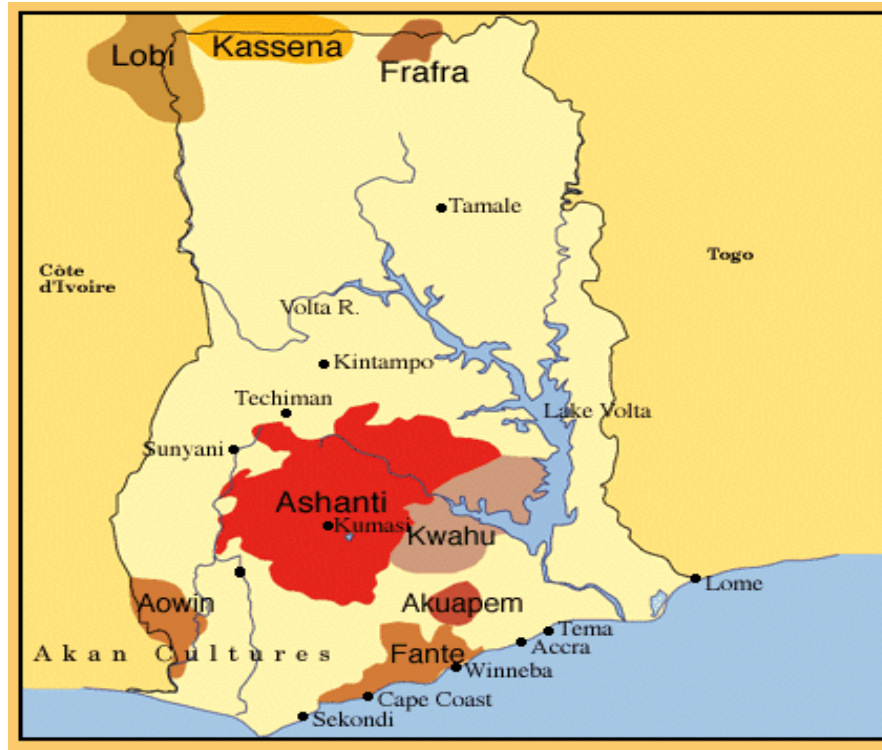 Lobi
Kassena
Frafra
Tamale
Côte
d'Ivoire
Togo
Volta R.
Kintampo
Techiman
Lake Volta
Sunyani
Ashanti
Kumasi
Kwahu
Lome
Aowin
Akuapem
Tema
Accra
Akan Cultures
Fante
Winneba
Cape Coast
Sekondi